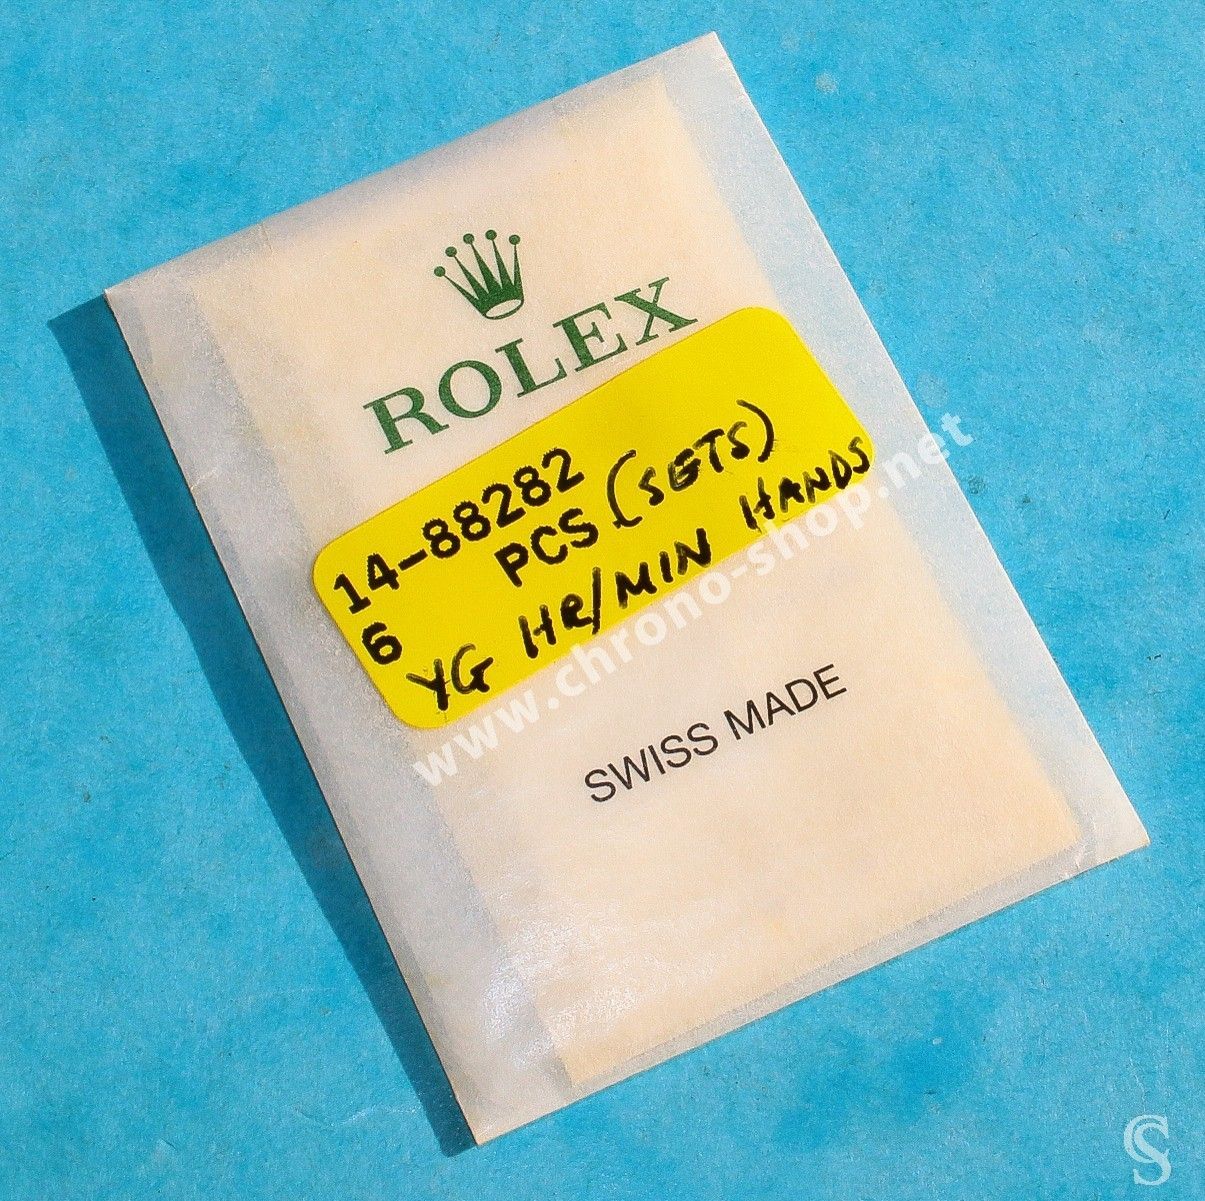 ROLEX
14-88282
6 PCS (SETS)
YG HR/MIN HANDS
www.chrono-shop.net
SWISS MADE
S